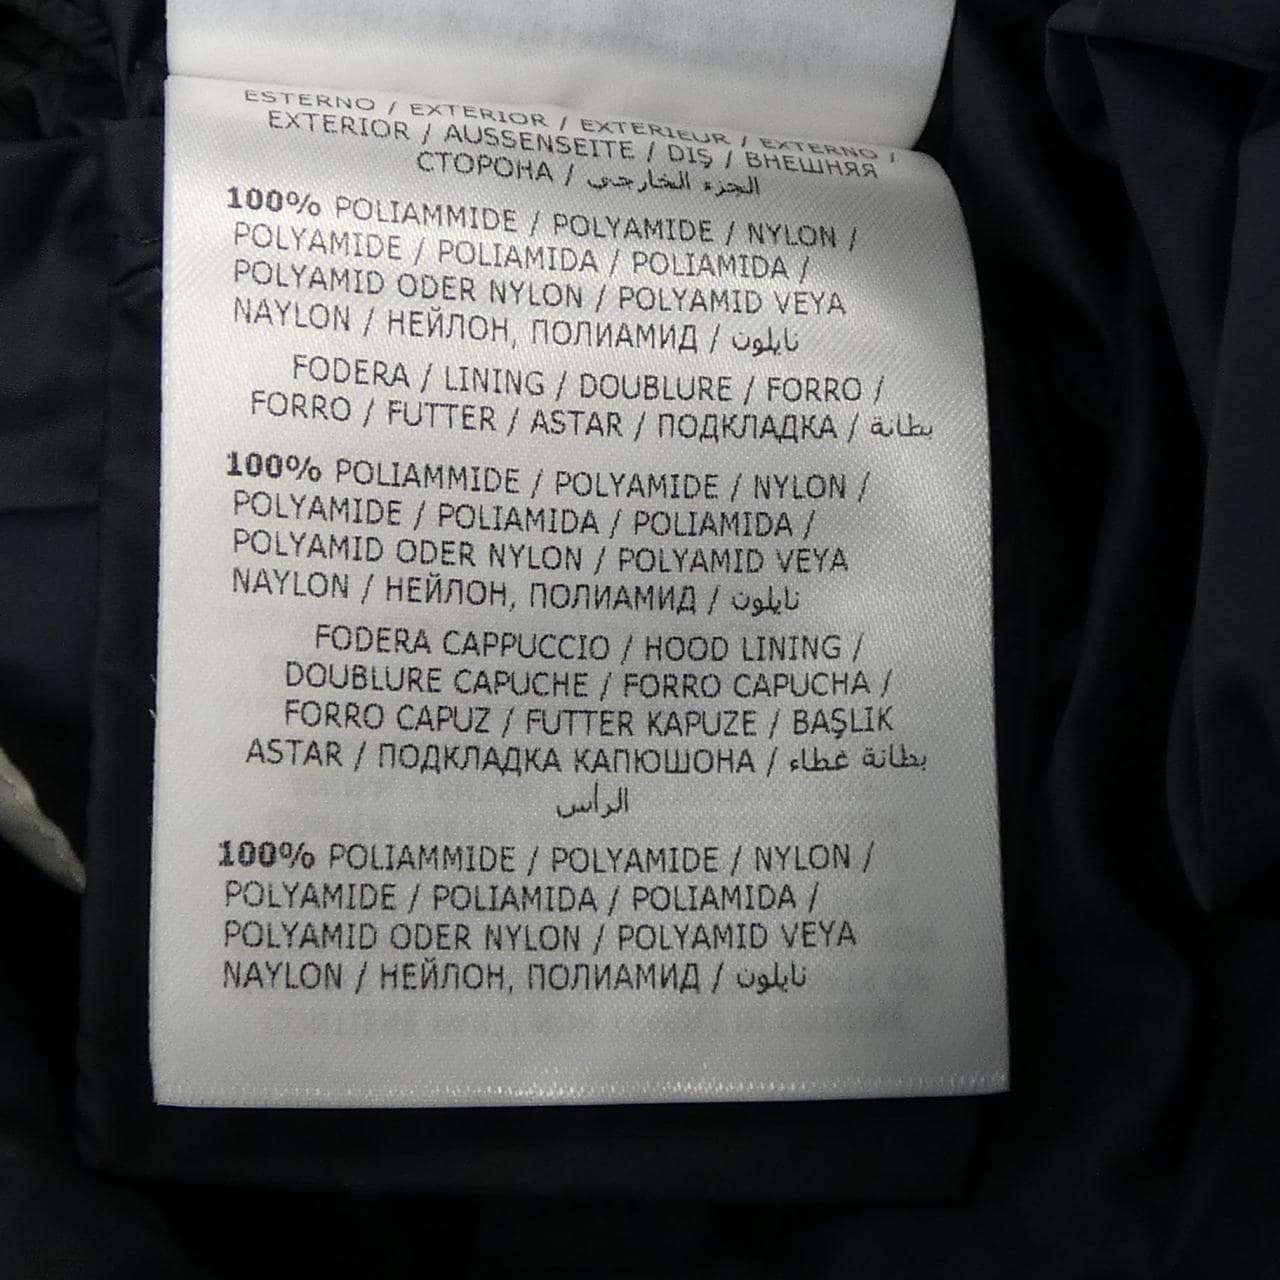 ESTERNO / EXTERIOR / EXTERIEUR / EXTERNO /
EXTERIOR / AUSSENSEITE / DIŞ / ВНЕШНЯЯ
СТОРОНА / الجزء الخارجي
100% POLIAMMIDE / POLYAMIDE / NYLON /
POLYAMIDE / POLIAMIDA / POLIAMIDA /
POLYAMID ODER NYLON / POLYAMID VEYA
NAYLON / НЕЙЛОН, ПОЛИАМИД / نايلون
FODERA / LINING / DOUBLURE / FORRO /
FORRO / FUTTER / ASTAR / ПОДКЛАДКА / بطانة
100% POLIAMMIDE / POLYAMIDE / NYLON /
POLYAMIDE / POLIAMIDA / POLIAMIDA /
POLYAMID ODER NYLON / POLYAMID VEYA
NAYLON / НЕЙЛОН, ПОЛИАМИД / نايلون
FODERA CAPPUCCIO / HOOD LINING /
DOUBLURE CAPUCHE / FORRO CAPUCHA /
FORRO CAPUZ / FUTTER KAPUZE / BAŞLIK
ASTAR / ПОДКЛАДКА КАПЮШОНА / بطانة غطاء
الرأس
100% POLIAMMIDE / POLYAMIDE / NYLON /
POLYAMIDE / POLIAMIDA / POLIAMIDA /
POLYAMID ODER NYLON / POLYAMID VEYA
NAYLON / НЕЙЛОН, ПОЛИАМИД / نايلون